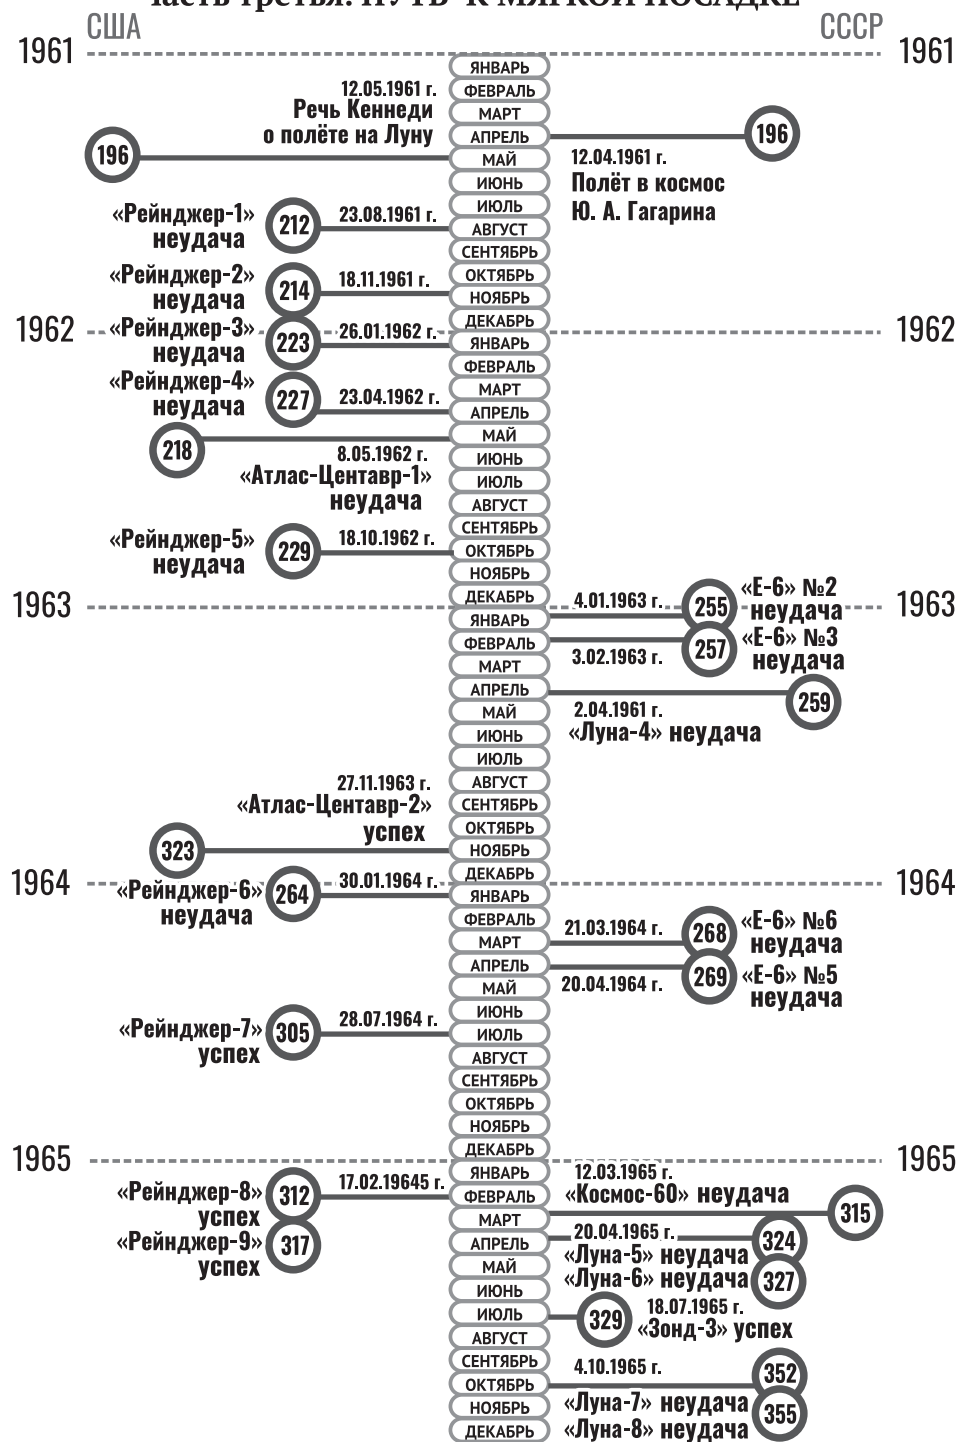 Часть третья. ПУТЬ К МЯГКОЙ ПОСАДКЕ
США
СССР
1961
1961
ЯНВАРЬ
12.05.1961 г.
ФЕВРАЛЬ
Речь Кеннеди
МАРТ
о полёте на Луну
АПРЕЛЬ
196
196
МАЙ
12.04.1961 г.
ИЮНЬ
Полёт в космос
Ю. А. Гагарина
ИЮЛЬ
«Рейнджер-1»
неудача
212
23.08.1961 г.
АВГУСТ
СЕНТЯБРЬ
«Рейнджер-2»
неудача
214
18.11.1961 г.
ОКТЯБРЬ
НОЯБРЬ
ДЕКАБРЬ
1962
1962
«Рейнджер-3»
неудача
223
26.01.1962 г.
ЯНВАРЬ
ФЕВРАЛЬ
«Рейнджер-4»
неудача
227
23.04.1962 г.
МАРТ
АПРЕЛЬ
МАЙ
218
8.05.1962 г.
«Атлас-Центавр-1»
неудача
ИЮНЬ
ИЮЛЬ
АВГУСТ
СЕНТЯБРЬ
«Рейнджер-5»
неудача
229
18.10.1962 г.
ОКТЯБРЬ
НОЯБРЬ
ДЕКАБРЬ
1963
1963
4.01.1963 г.
255
«Е-6» №2
неудача
ЯНВАРЬ
ФЕВРАЛЬ
3.02.1963 г.
257
«Е-6» №3
неудача
МАРТ
АПРЕЛЬ
259
2.04.1961 г.
«Луна-4» неудача
МАЙ
ИЮНЬ
ИЮЛЬ
27.11.1963 г.
«Атлас-Центавр-2»
успех
АВГУСТ
СЕНТЯБРЬ
ОКТЯБРЬ
323
НОЯБРЬ
ДЕКАБРЬ
1964
1964
«Рейнджер-6»
неудача
264
30.01.1964 г.
ЯНВАРЬ
ФЕВРАЛЬ
21.03.1964 г.
268
«Е-6» №6
неудача
МАРТ
АПРЕЛЬ
20.04.1964 г.
269
«Е-6» №5
неудача
МАЙ
ИЮНЬ
«Рейнджер-7»
успех
305
28.07.1964 г.
ИЮЛЬ
АВГУСТ
СЕНТЯБРЬ
ОКТЯБРЬ
НОЯБРЬ
ДЕКАБРЬ
1965
1965
ЯНВАРЬ
12.03.1965 г.
«Космос-60» неудача
315
«Рейнджер-8»
успех
312
17.02.19645 г.
ФЕВРАЛЬ
МАРТ
«Рейнджер-9»
успех
317
АПРЕЛЬ
20.04.1965 г.
«Луна-5» неудача
324
«Луна-6» неудача
327
МАЙ
ИЮНЬ
ИЮЛЬ
329
18.07.1965 г.
«Зонд-3» успех
АВГУСТ
СЕНТЯБРЬ
4.10.1965 г.
352
ОКТЯБРЬ
«Луна-7» неудача
355
НОЯБРЬ
«Луна-8» неудача
ДЕКАБРЬ